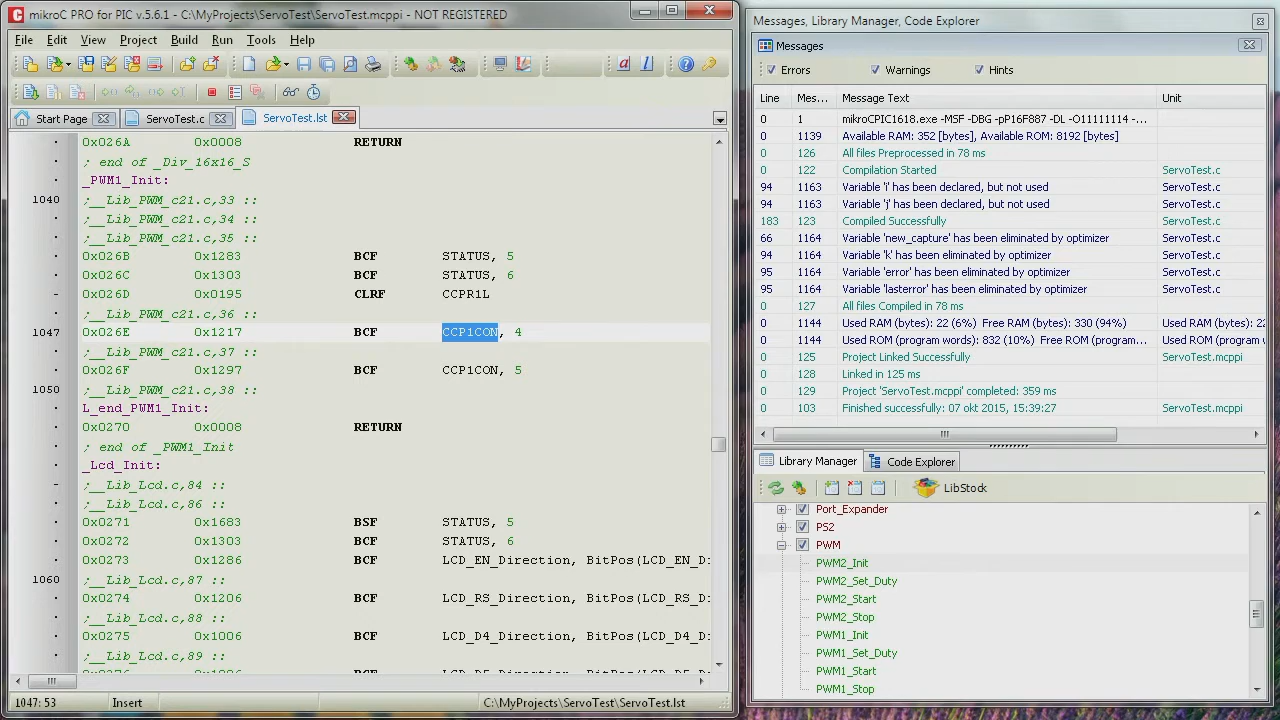 mikroC PRO for PIC v.5.6.1 - C:\MyProjects\ServoTest\ServoTest.mcppi - NOT REGISTERED
File Edit View Project Build Run Tools Help
Start Page ServoTest.c ServoTest.lst
0x026A 0x0008 RETURN
; end of _Div_16x16_S
_PWM1_Init:
1040 ;__Lib_PWM_c21.c,33 ::
;__Lib_PWM_c21.c,34 ::
;__Lib_PWM_c21.c,35 ::
0x026B 0x1283 BCF STATUS, 5
0x026C 0x1303 BCF STATUS, 6
0x026D 0x0195 CLRF CCPR1L
;__Lib_PWM_c21.c,36 ::
1047 0x026E 0x1217 BCF CCP1CON, 4
;__Lib_PWM_c21.c,37 ::
0x026F 0x1297 BCF CCP1CON, 5
1050 ;__Lib_PWM_c21.c,38 ::
L_end_PWM1_Init:
0x0270 0x0008 RETURN
; end of _PWM1_Init
_Lcd_Init:
;__Lib_Lcd.c,84 ::
;__Lib_Lcd.c,86 ::
0x0271 0x1683 BSF STATUS, 5
0x0272 0x1303 BCF STATUS, 6
0x0273 0x1286 BCF LCD_EN_Direction, BitPos(LCD_EN_D
1060 ;__Lib_Lcd.c,87 ::
0x0274 0x1206 BCF LCD_RS_Direction, BitPos(LCD_RS_D
;__Lib_Lcd.c,88 ::
0x0275 0x1006 BCF LCD_D4_Direction, BitPos(LCD_D4_D
;__Lib_Lcd.c,89 ::
1047: 53 Insert C:\MyProjects\ServoTest\ServoTest.lst
Messages, Library Manager, Code Explorer
Messages
Errors Warnings Hints
Line Mes... Message Text Unit
0 1 mikroCPIC1618.exe -MSF -DBG -pP16F887 -DL -O11111114 -...
0 1139 Available RAM: 352 [bytes], Available ROM: 8192 [bytes]
0 126 All files Preprocessed in 78 ms
0 122 Compilation Started ServoTest.c
94 1163 Variable 'i' has been declared, but not used ServoTest.c
94 1163 Variable 'j' has been declared, but not used ServoTest.c
183 123 Compiled Successfully ServoTest.c
66 1164 Variable 'new_capture' has been eliminated by optimizer ServoTest.c
94 1164 Variable 'k' has been eliminated by optimizer ServoTest.c
95 1164 Variable 'error' has been eliminated by optimizer ServoTest.c
95 1164 Variable 'lasterror' has been eliminated by optimizer ServoTest.c
0 127 All files Compiled in 78 ms
0 1144 Used RAM (bytes): 22 (6%) Free RAM (bytes): 330 (94%) Used RAM (bytes): 2
0 1144 Used ROM (program words): 832 (10%) Free ROM (program... Used ROM (program w
0 125 Project Linked Successfully ServoTest.mcppi
0 128 Linked in 125 ms
0 129 Project 'ServoTest.mcppi' completed: 359 ms
0 103 Finished successfully: 07 okt 2015, 15:39:27 ServoTest.mcppi
Library Manager Code Explorer
LibStock
Port_Expander
PS2
PWM
PWM2_Init
PWM2_Set_Duty
PWM2_Start
PWM2_Stop
PWM1_Init
PWM1_Set_Duty
PWM1_Start
PWM1_Stop